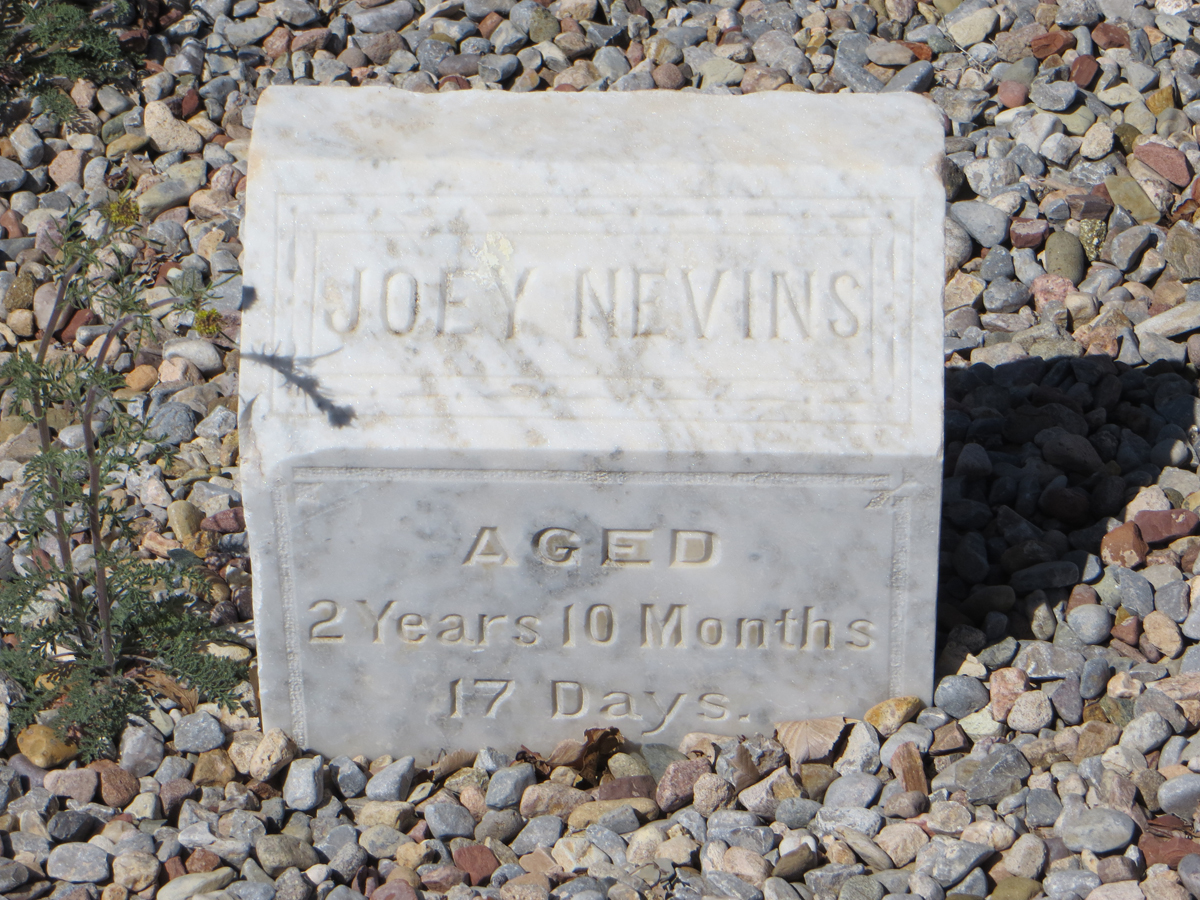 JOEY NEVINS
AGED
2 Years 10 Months
17 Days.